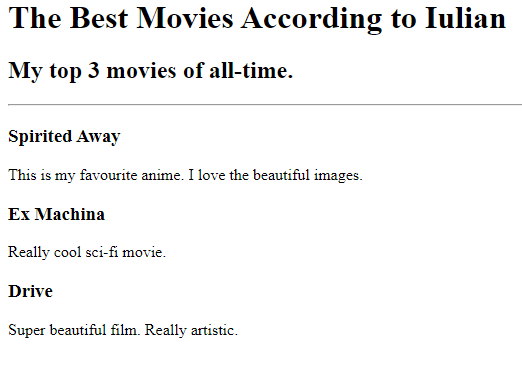 The Best Movies According to Iulian
My top 3 movies of all-time.
Spirited Away
This is my favourite anime. I love the beautiful images.
Ex Machina
Really cool sci-fi movie.
Drive
Super beautiful film. Really artistic.